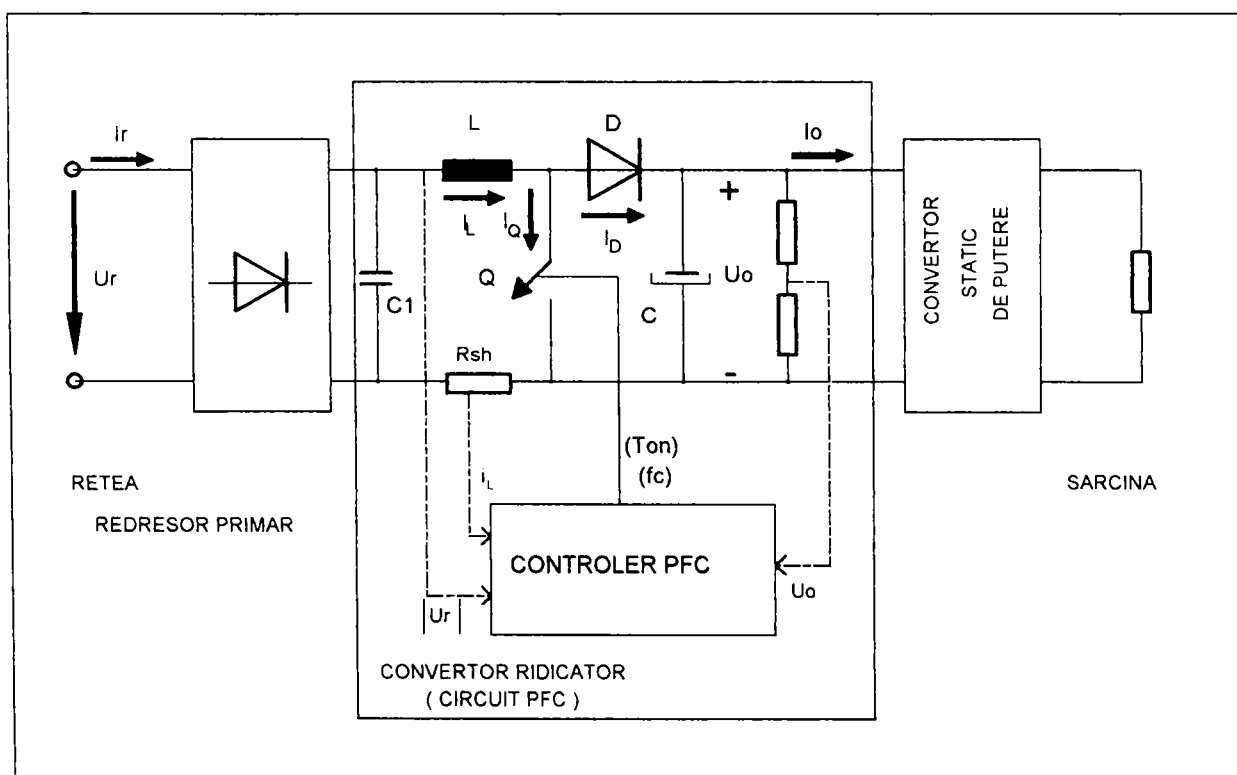 Ir
L
D
Io
IL
IQ
ID
+
Ur
C1
Q
C
Uo
-
Rsh
CONVERTOR
STATIC
DE PUTERE
(Ton)
(fc)
iL
RETEA
REDRESOR PRIMAR
SARCINA
CONTROLER PFC
|Ur|
Uo
CONVERTOR RIDICATOR
( CIRCUIT PFC )